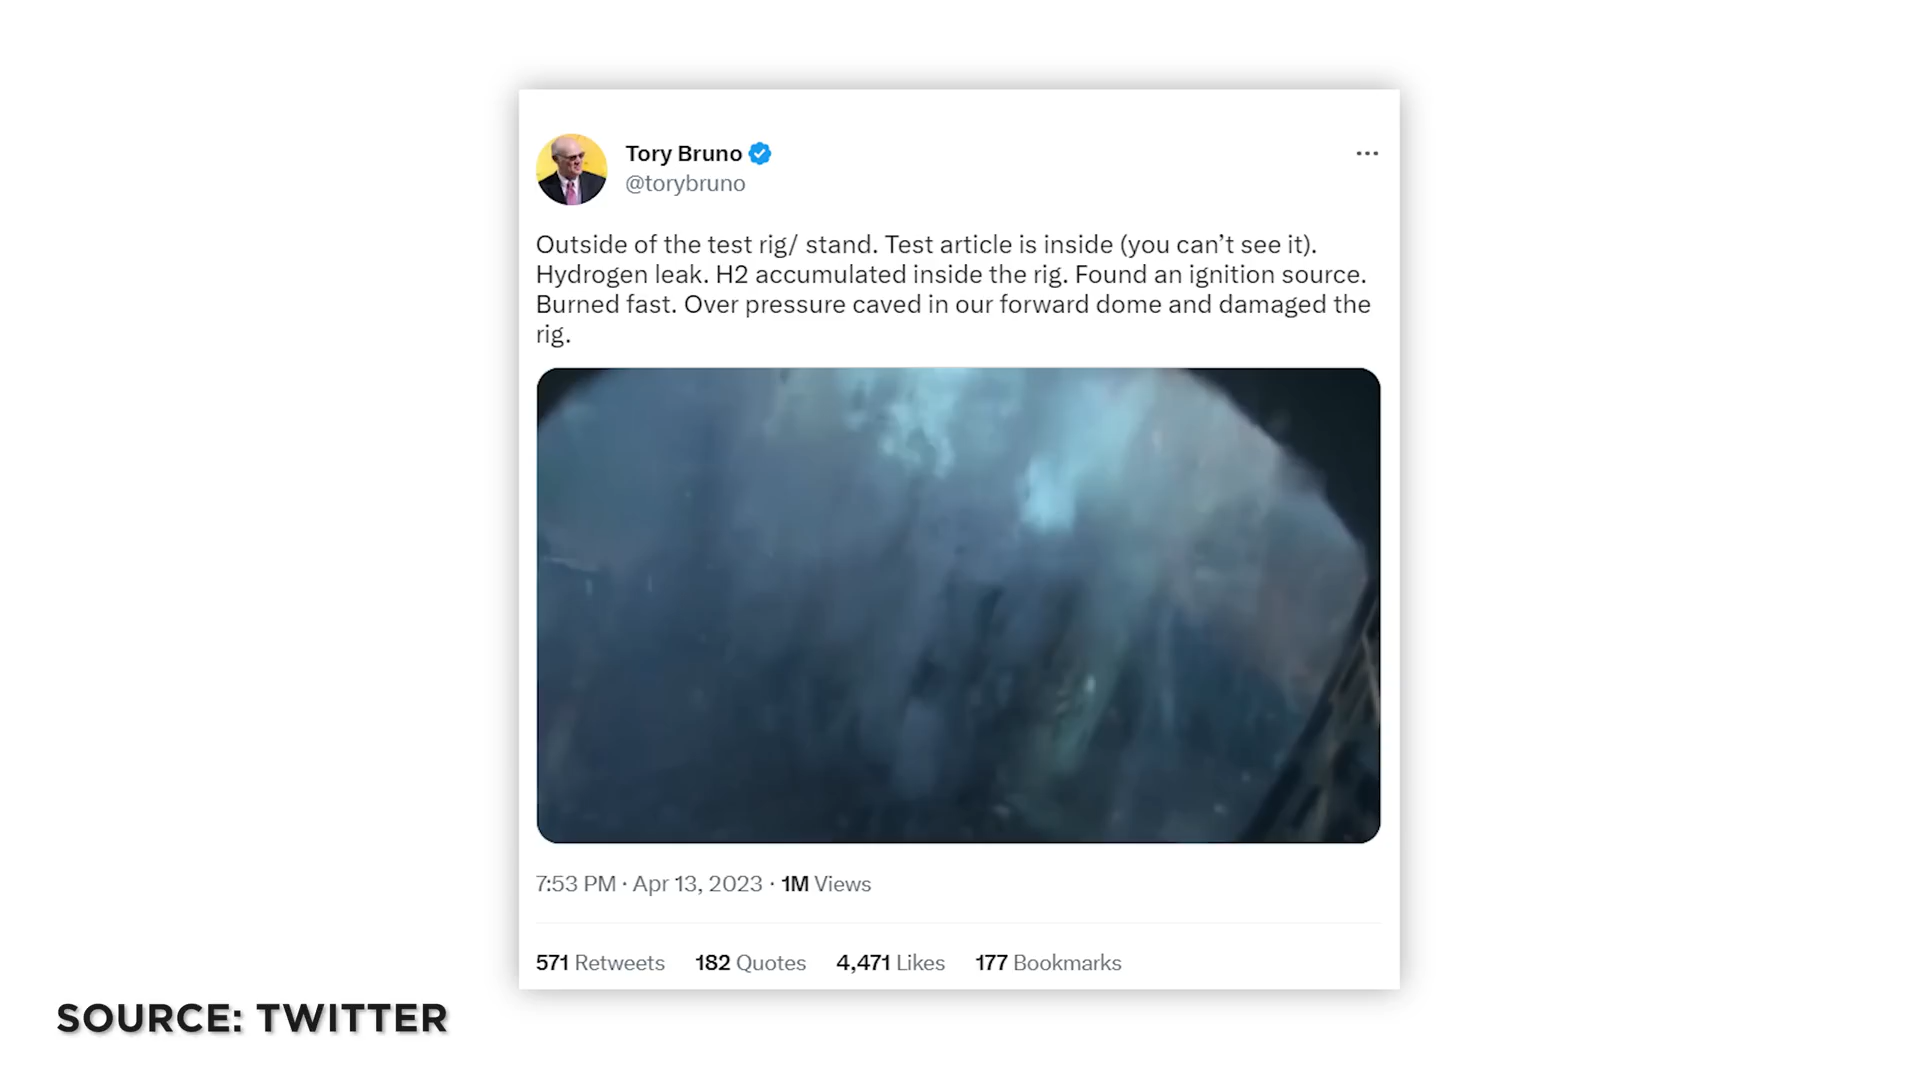 Tory Bruno
@torybruno
Outside of the test rig/ stand. Test article is inside (you can’t see it).
Hydrogen leak. H2 accumulated inside the rig. Found an ignition source.
Burned fast. Over pressure caved in our forward dome and damaged the
rig.
7:53 PM · Apr 13, 2023 · 1M Views
571 Retweets 182 Quotes 4,471 Likes 177 Bookmarks
SOURCE: TWITTER